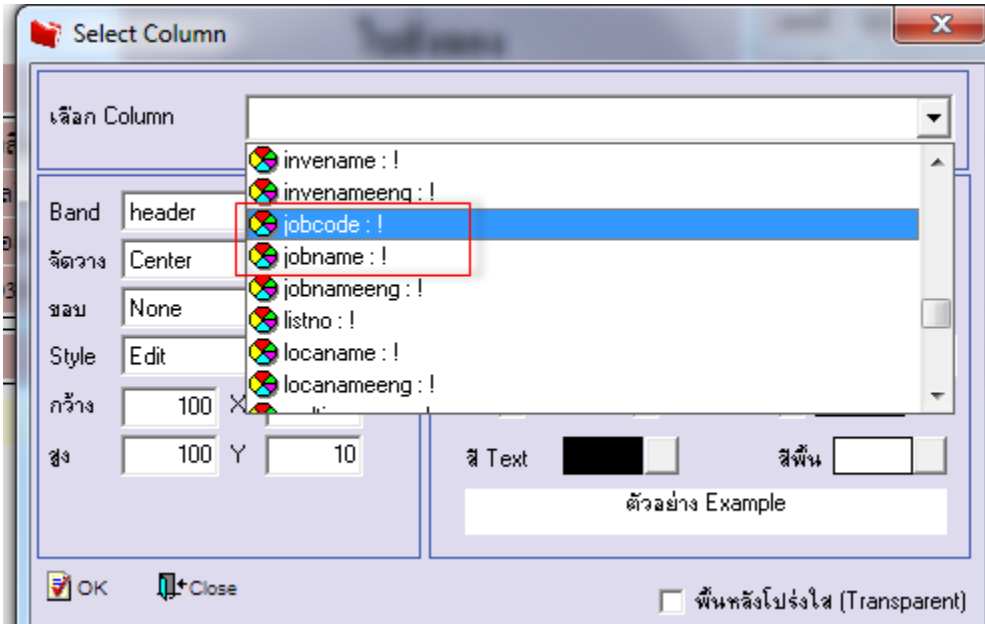 Select Column
เลือก Column
invename : !
invenameeng : !
jobcode : !
jobname : !
jobnameeng : !
listno : !
locaname : !
locanameeng : !
Band header
จัดวาง Center
ขอบ None
Style Edit
กว้าง 100 X
สูง 100 Y 10
สี Text สีพื้น
ตัวอย่าง Example
OK Close
พื้นหลังโปร่งใส (Transparent)